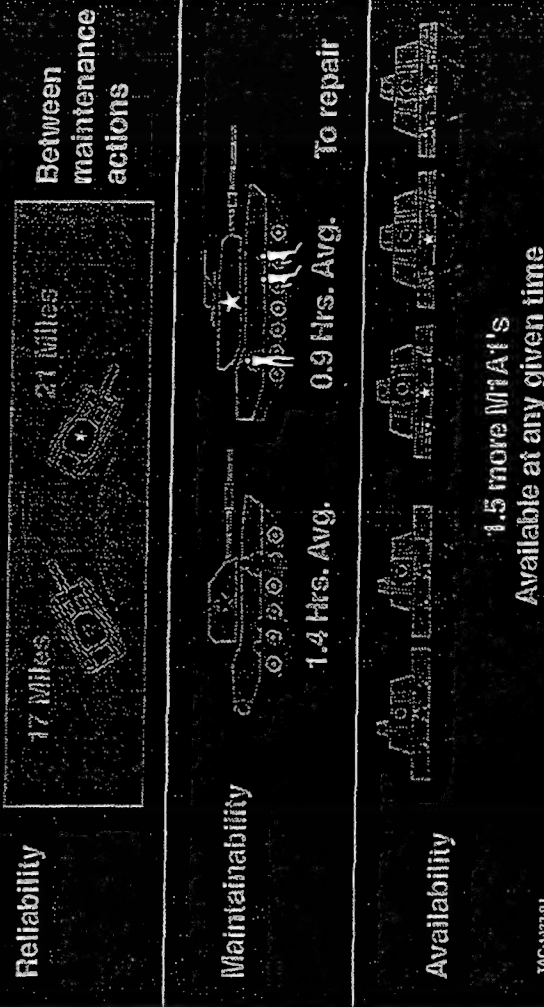 Reliability
17 Miles
21 Miles
Between
maintenance
actions
Maintainability
1.4 Hrs. Avg.
0.9 Hrs. Avg.
To repair
Availability
1.5 more M1A1's
Available at any given time